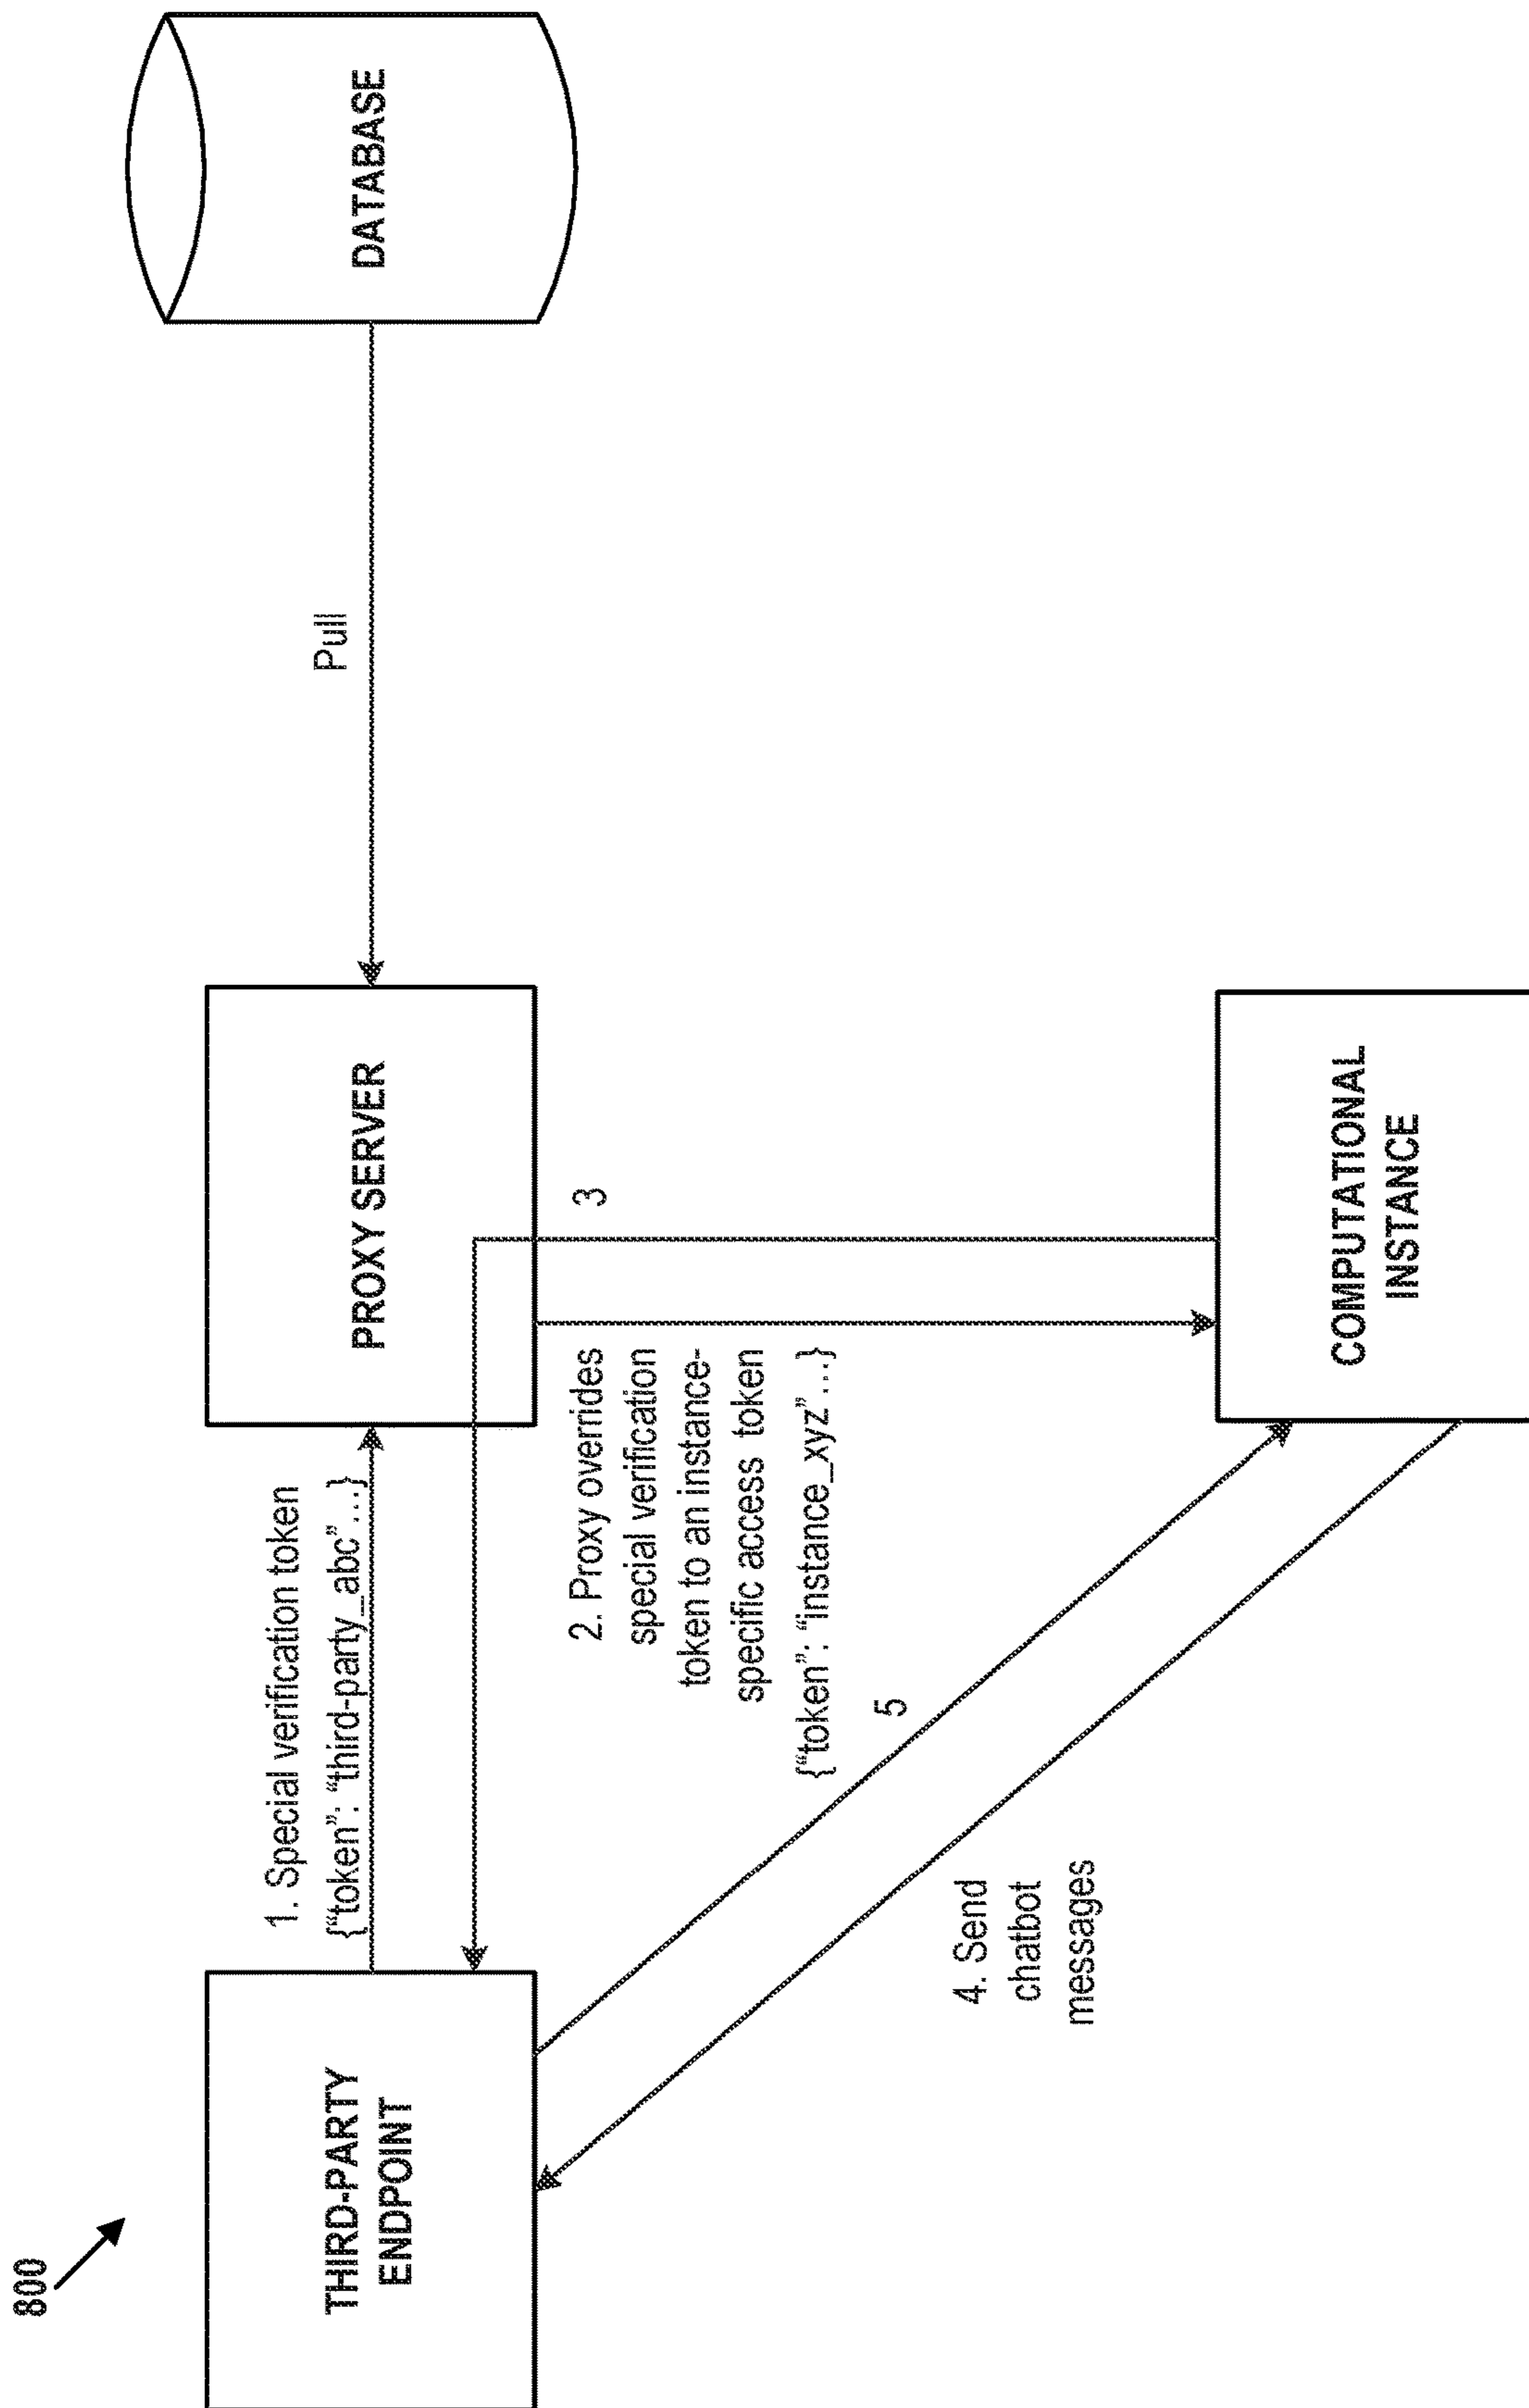 800
THIRD-PARTY
ENDPOINT
1. Special verification token
{“token”: “third-party_abc”…}
PROXY SERVER
Pull
DATABASE
2. Proxy overrides
special verification
token to an instance-
specific access token
{“token”: “instance_xyz”…}
3
5
4. Send
chatbot
messages
COMPUTATIONAL
INSTANCE